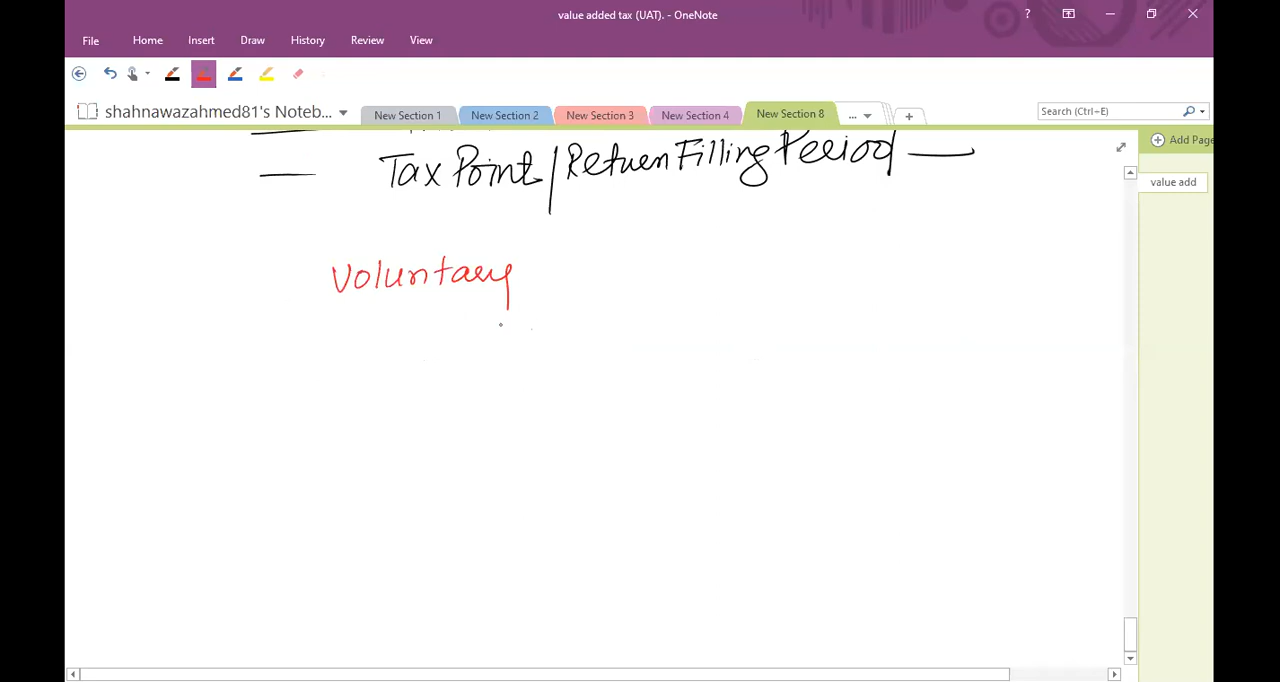 value added tax (UAT). - OneNote
?
File Home Insert Draw History Review View
shahnawazahmed81's Noteb... New Section 1 New Section 2 New Section 3 New Section 4 New Section 8 ... + Search (Ctrl+E)
Add Page
value add
Tax Point/Return Filling Period
Voluntary